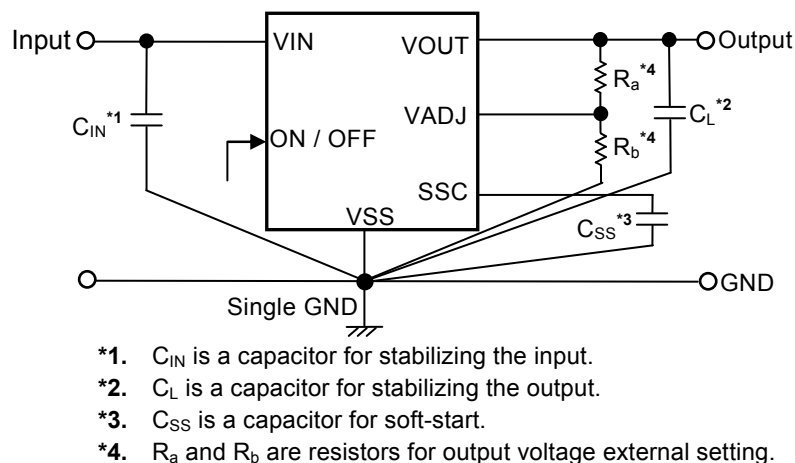 Input VIN VOUT Output
Ra*4
CIN*1 VADJ CL*2
ON / OFF Rb*4
SSC
VSS CSS*3
GND
Single GND
*1. CIN is a capacitor for stabilizing the input.
*2. CL is a capacitor for stabilizing the output.
*3. CSS is a capacitor for soft-start.
*4. Ra and Rb are resistors for output voltage external setting.